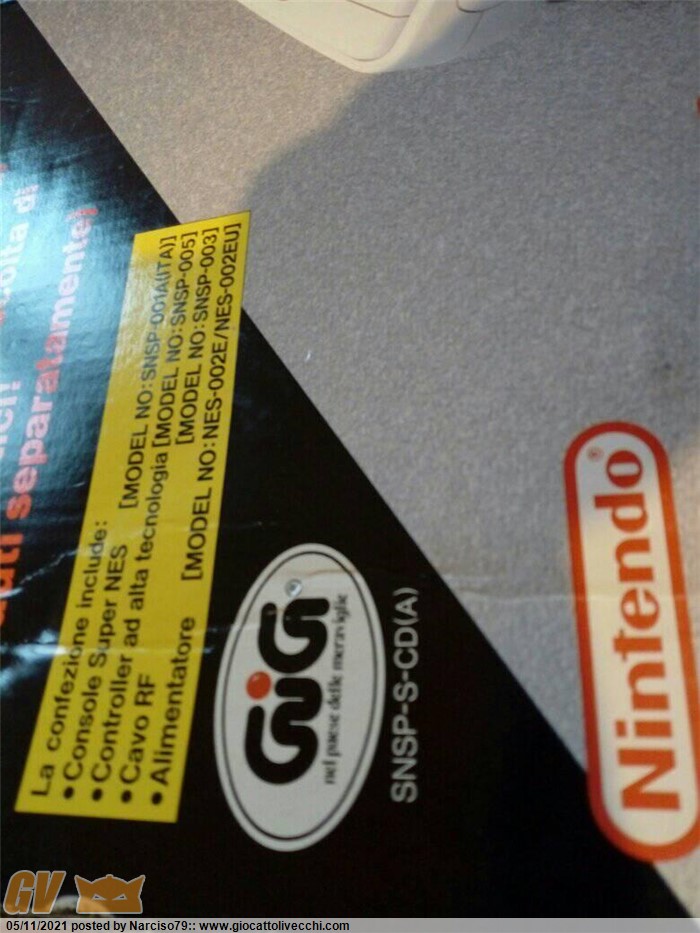 separatamente)
La confezione include:
•Console Super NES [MODEL NO:SNSP-001A(ITA)]
•Controller ad alta tecnologia [MODEL NO:SNSP-005]
•Cavo RF [MODEL NO:SNSP-003]
•Alimentatore [MODEL NO:NES-002E/NES-002EU]
GiG
nel paese delle meraviglie
SNSP-S-CD(A)
Nintendo®
GV
05/11/2021 posted by Narciso79:: www.giocattolivecchi.com